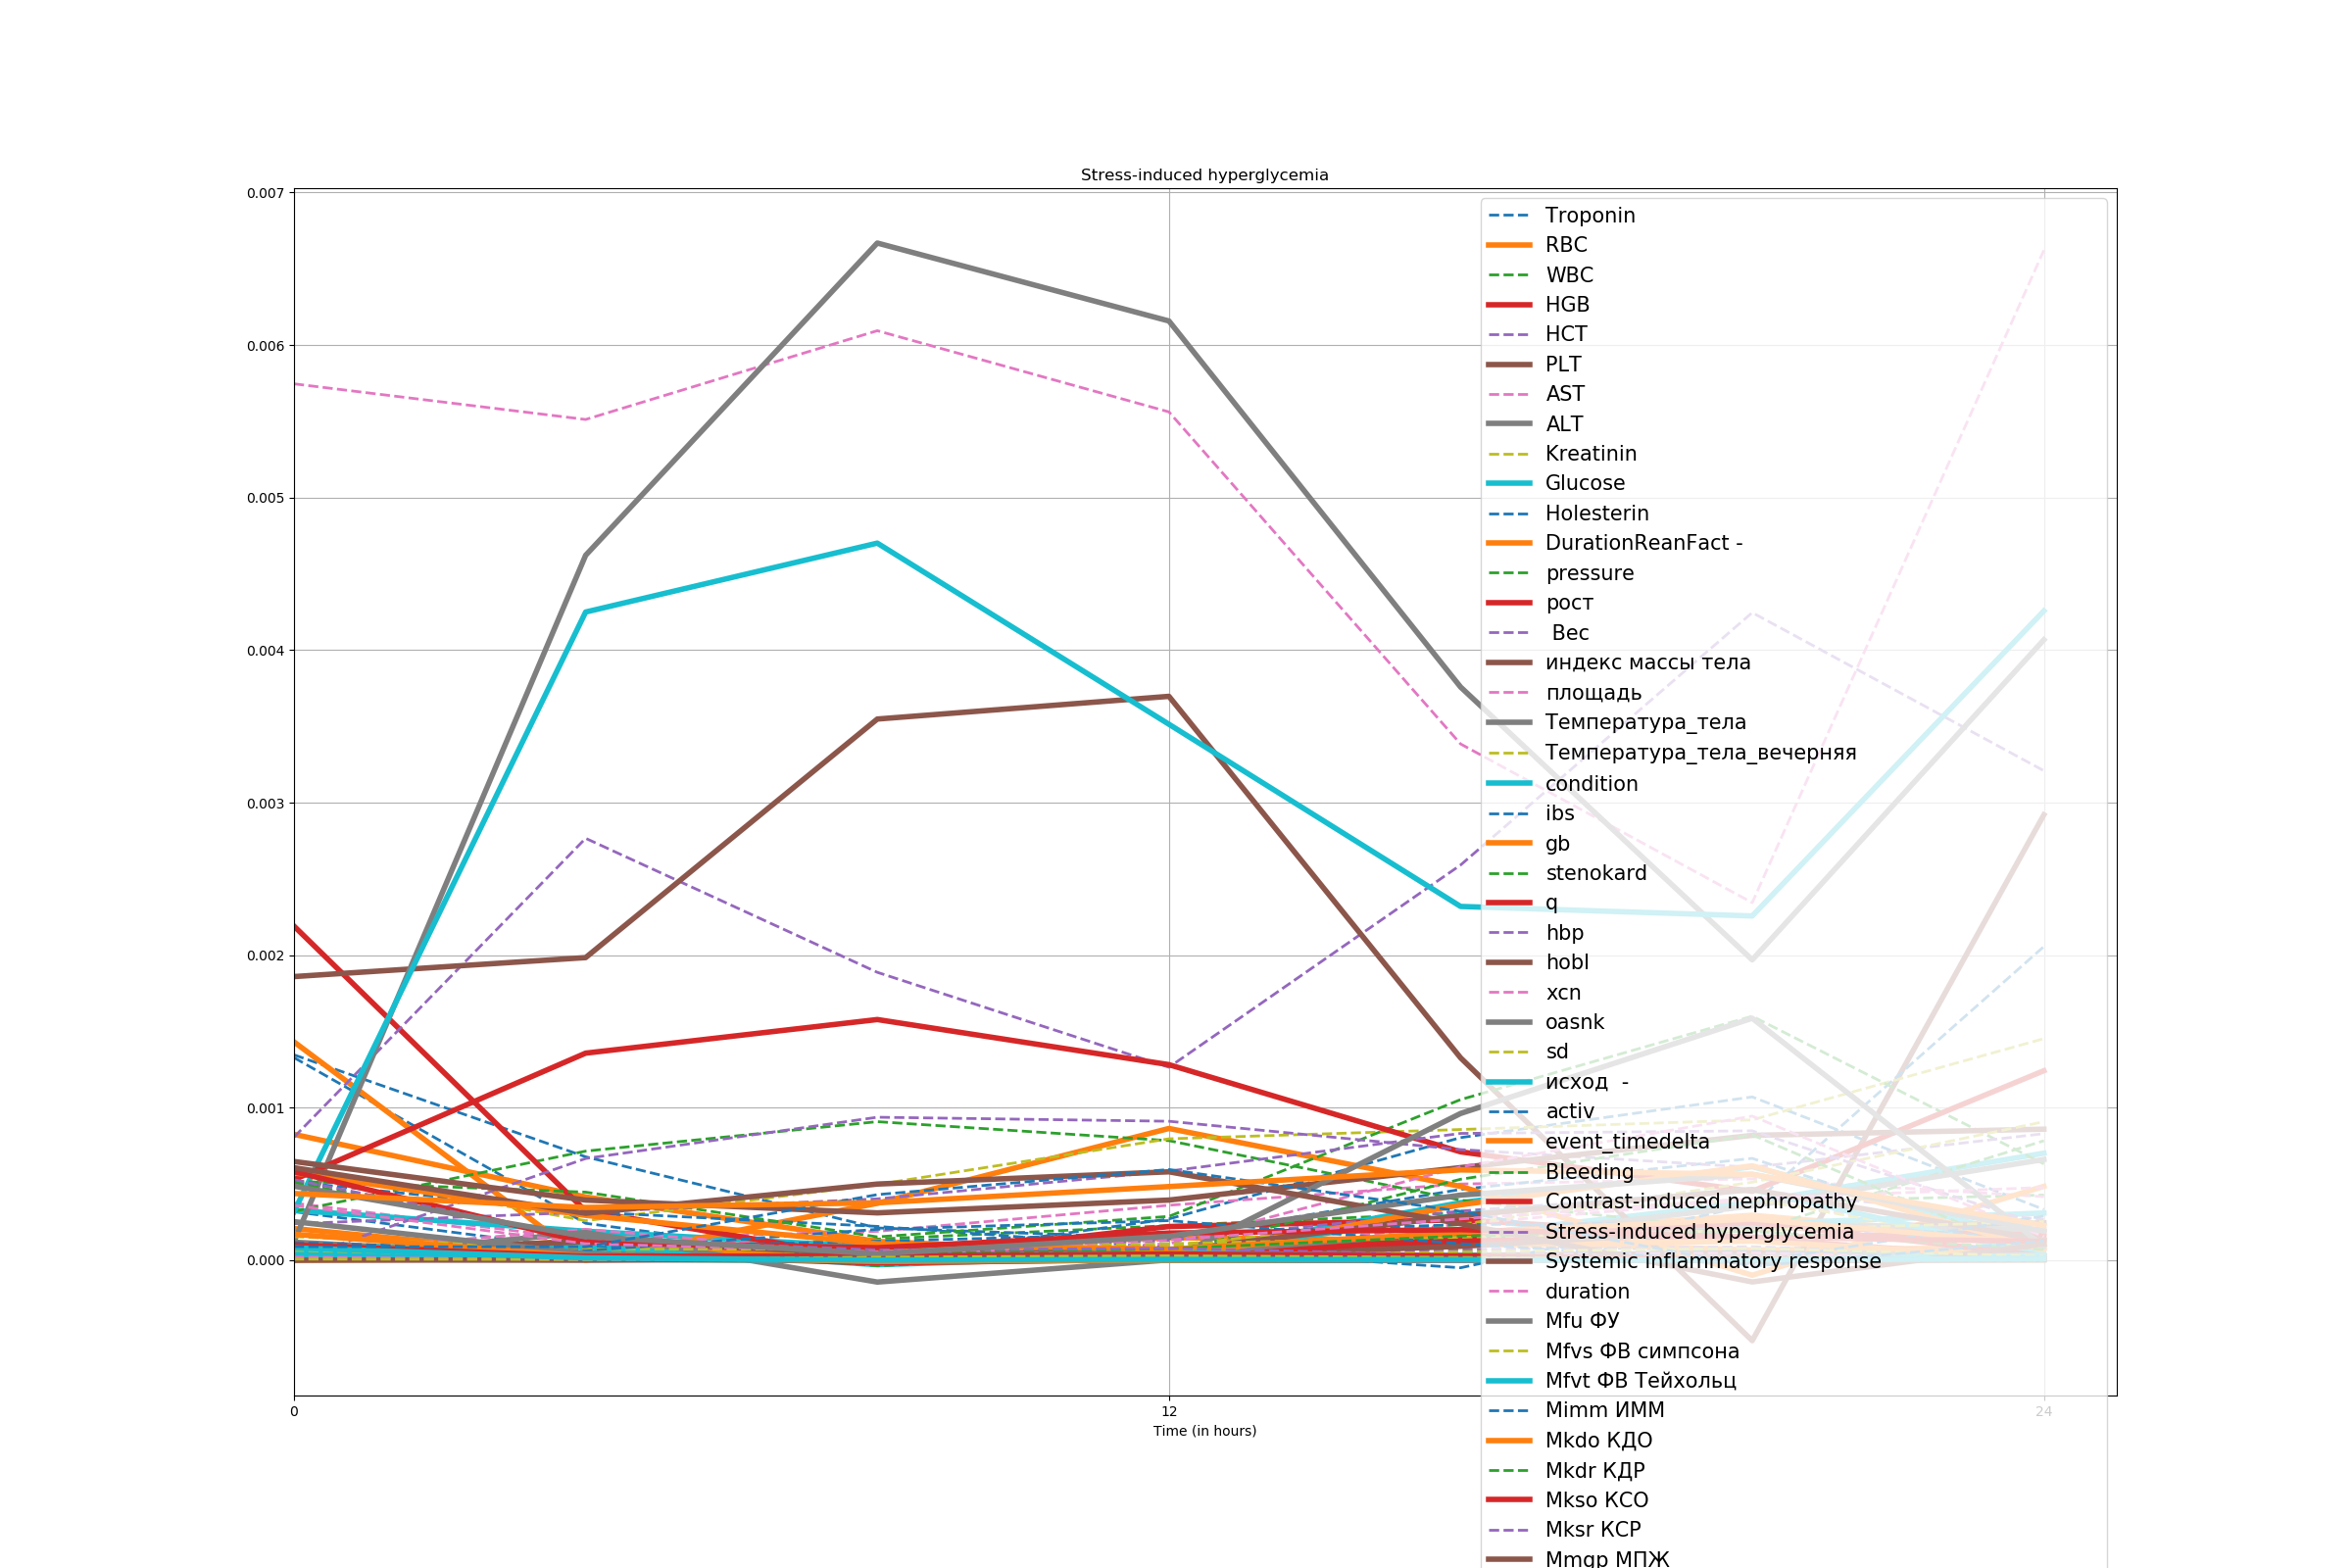 Stress-induced hyperglycemia
0.007
0.006
0.005
0.004
0.003
0.002
0.001
0.000
0
12
24
Time (in hours)
Troponin
RBC
WBC
HGB
HCT
PLT
AST
ALT
Kreatinin
Glucose
Holesterin
DurationReanFact -
pressure
рост
Вес
индекс массы тела
площадь
Температура_тела
Температура_тела_вечерняя
condition
ibs
gb
stenokard
q
hbp
hobl
xcn
oasnk
sd
исход -
activ
event_timedelta
Bleeding
Contrast-induced nephropathy
Stress-induced hyperglycemia
Systemic inflammatory response
duration
Mfu ФУ
Mfvs ФВ симпсона
Mfvt ФВ Тейхольц
Mimm ИММ
Mkdo КДО
Mkdr КДР
Mkso КСО
Mksr КСР
Mmgp МПЖ